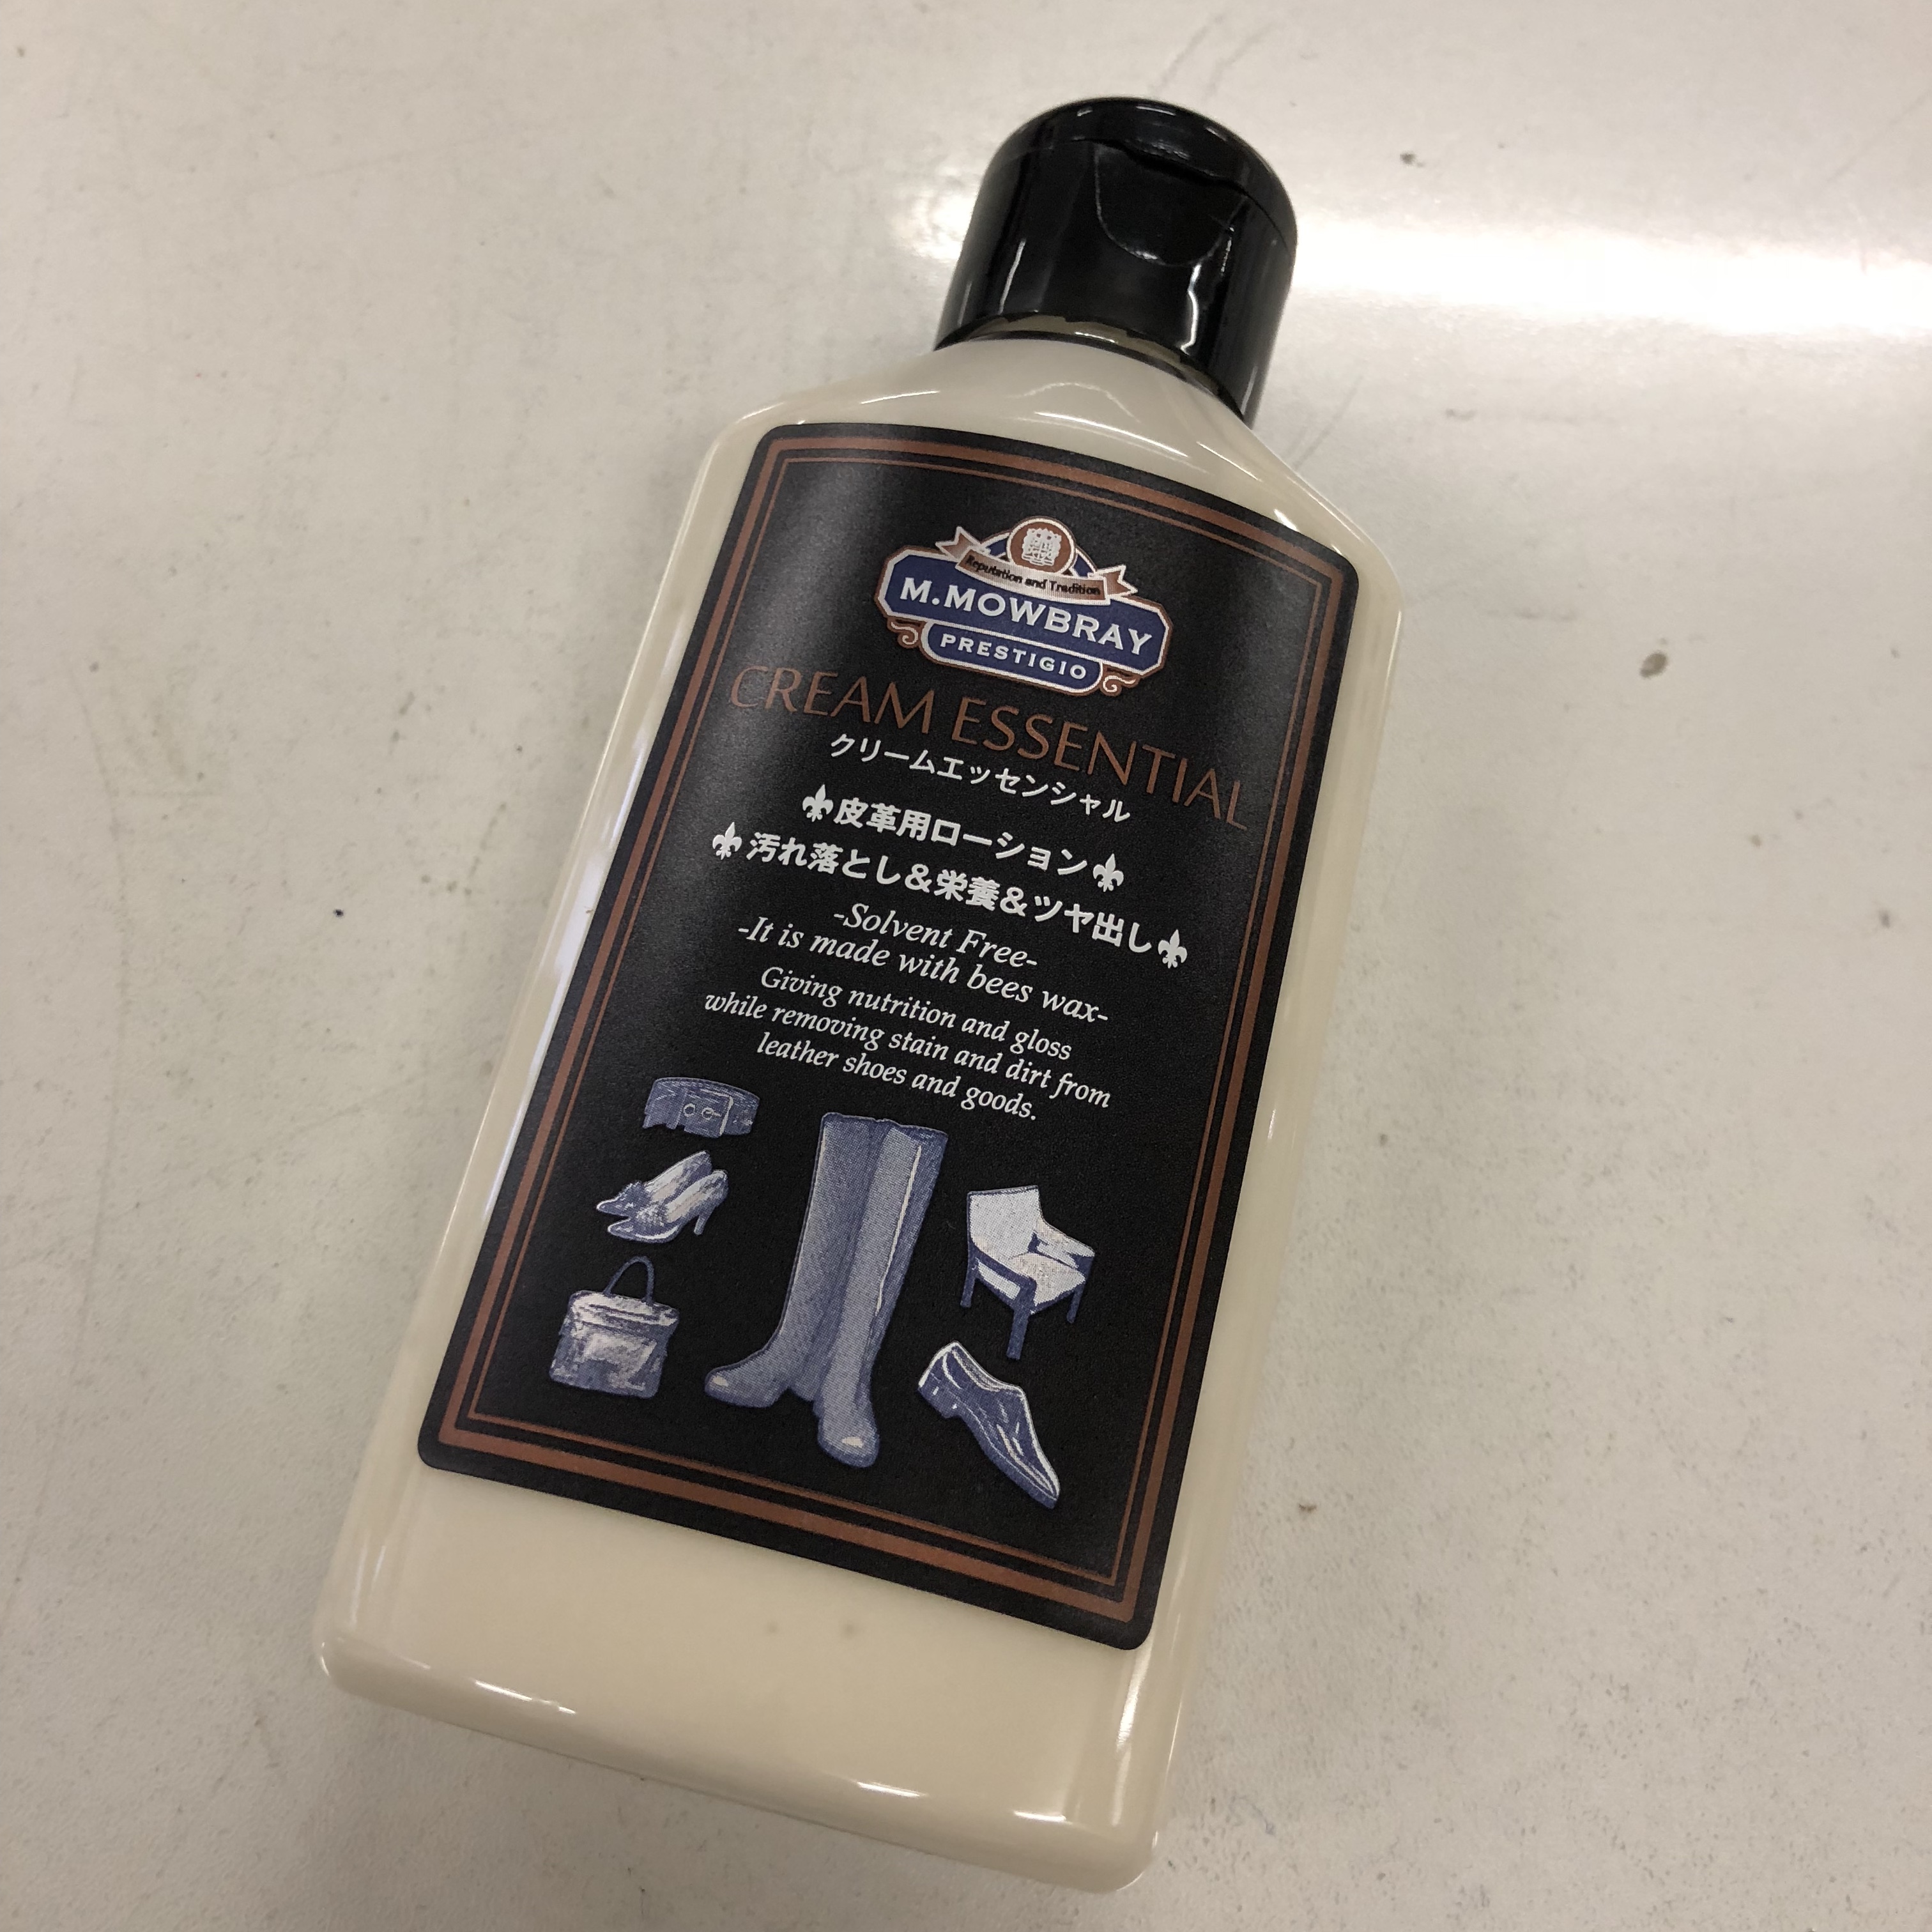 Reputation and Tradition
M.MOWBRAY
PRESTIGIO
CREAM ESSENTIAL
クリームエッセンシャル
皮革用ローション
汚れ落とし&栄養&ツヤ出し
-Solvent Free-
-It is made with bees wax-
Giving nutrition and gloss
while removing stain and dirt from
leather shoes and goods.